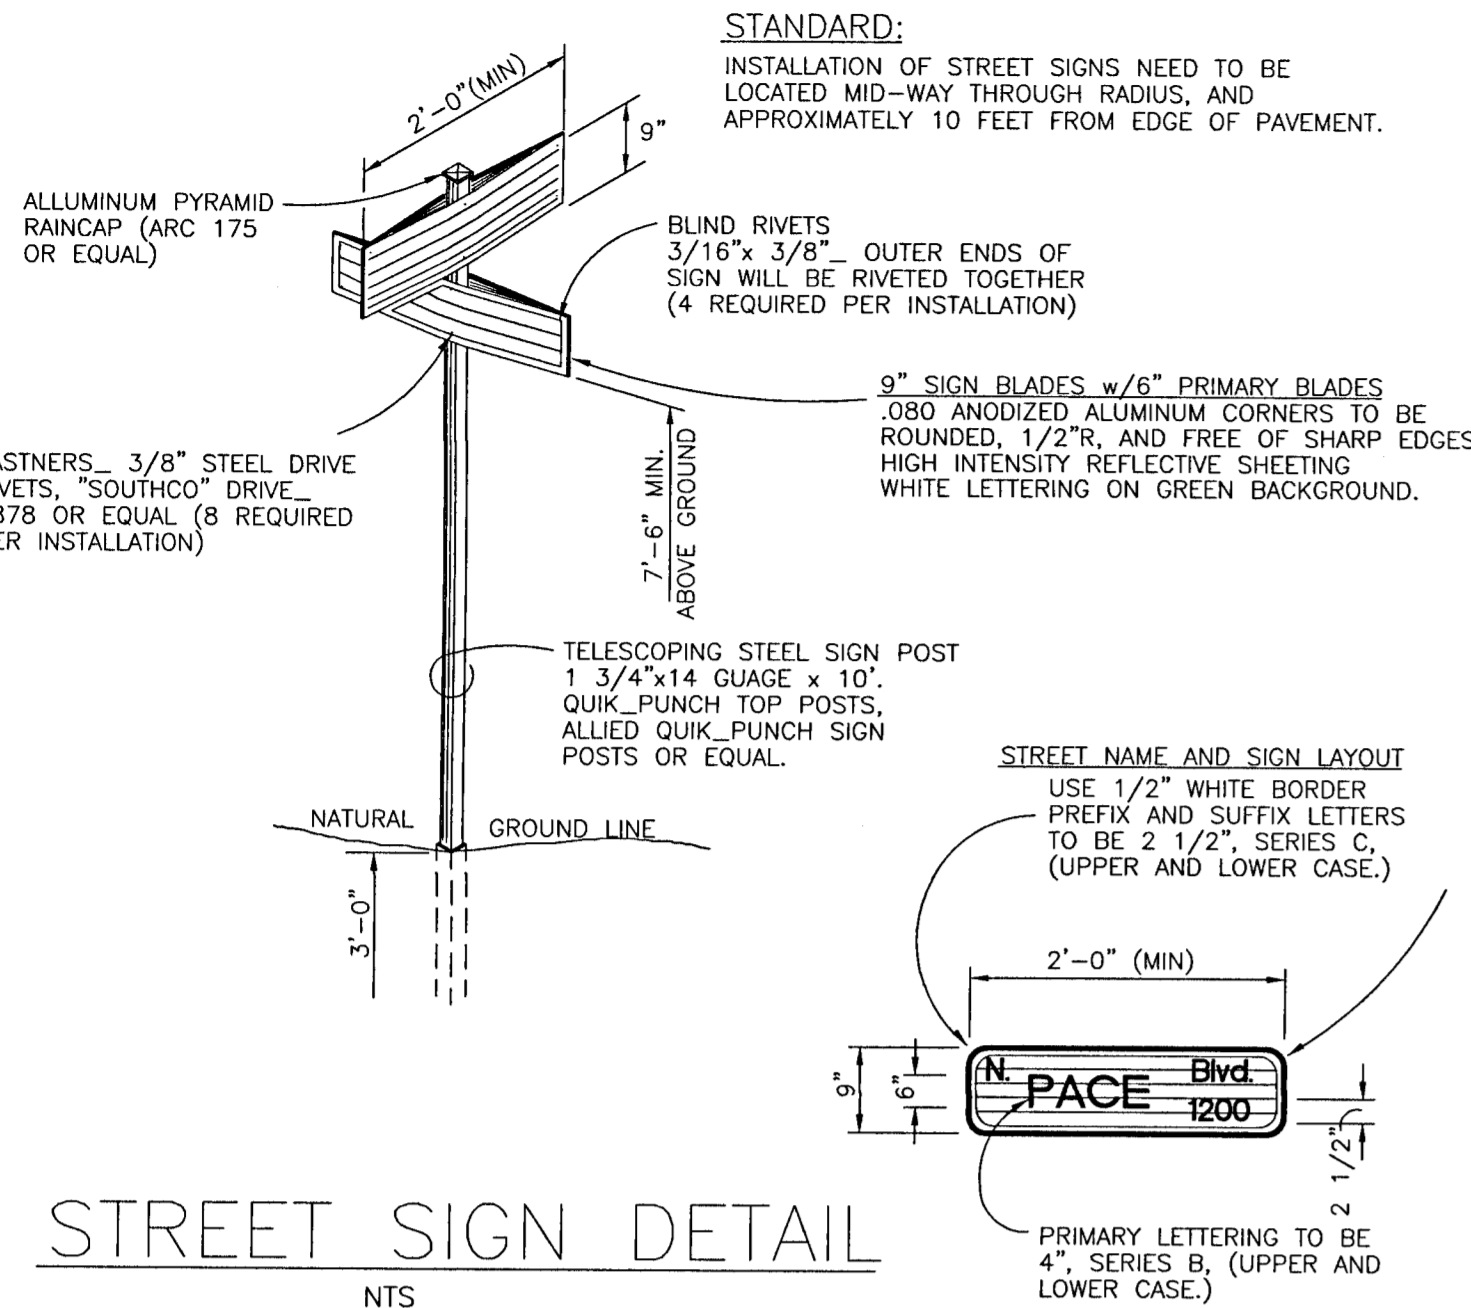 STANDARD:
INSTALLATION OF STREET SIGNS NEED TO BE
LOCATED MID-WAY THROUGH RADIUS, AND
APPROXIMATELY 10 FEET FROM EDGE OF PAVEMENT.
2'-0"(MIN)
9"
ALLUMINUM PYRAMID
RAINCAP (ARC 175
OR EQUAL)
BLIND RIVETS
3/16"x 3/8"_ OUTER ENDS OF
SIGN WILL BE RIVETED TOGETHER
(4 REQUIRED PER INSTALLATION)
9" SIGN BLADES w/6" PRIMARY BLADES
.080 ANODIZED ALUMINUM CORNERS TO BE
ROUNDED, 1/2"R, AND FREE OF SHARP EDGES
HIGH INTENSITY REFLECTIVE SHEETING
WHITE LETTERING ON GREEN BACKGROUND.
ASTNERS_ 3/8" STEEL DRIVE
VETS, "SOUTHCO" DRIVE_
878 OR EQUAL (8 REQUIRED
ER INSTALLATION)
7'-6" MIN.
ABOVE GROUND
TELESCOPING STEEL SIGN POST
1 3/4"x14 GUAGE x 10'.
QUIK_PUNCH TOP POSTS,
ALLIED QUIK_PUNCH SIGN
POSTS OR EQUAL.
NATURAL GROUND LINE
3'-0"
STREET NAME AND SIGN LAYOUT
USE 1/2" WHITE BORDER
PREFIX AND SUFFIX LETTERS
TO BE 2 1/2", SERIES C,
(UPPER AND LOWER CASE.)
2'-0" (MIN)
9"
6"
N. PACE Blvd.
1200
2 1/2"
PRIMARY LETTERING TO BE
4", SERIES B, (UPPER AND
LOWER CASE.)
STREET SIGN DETAIL
NTS